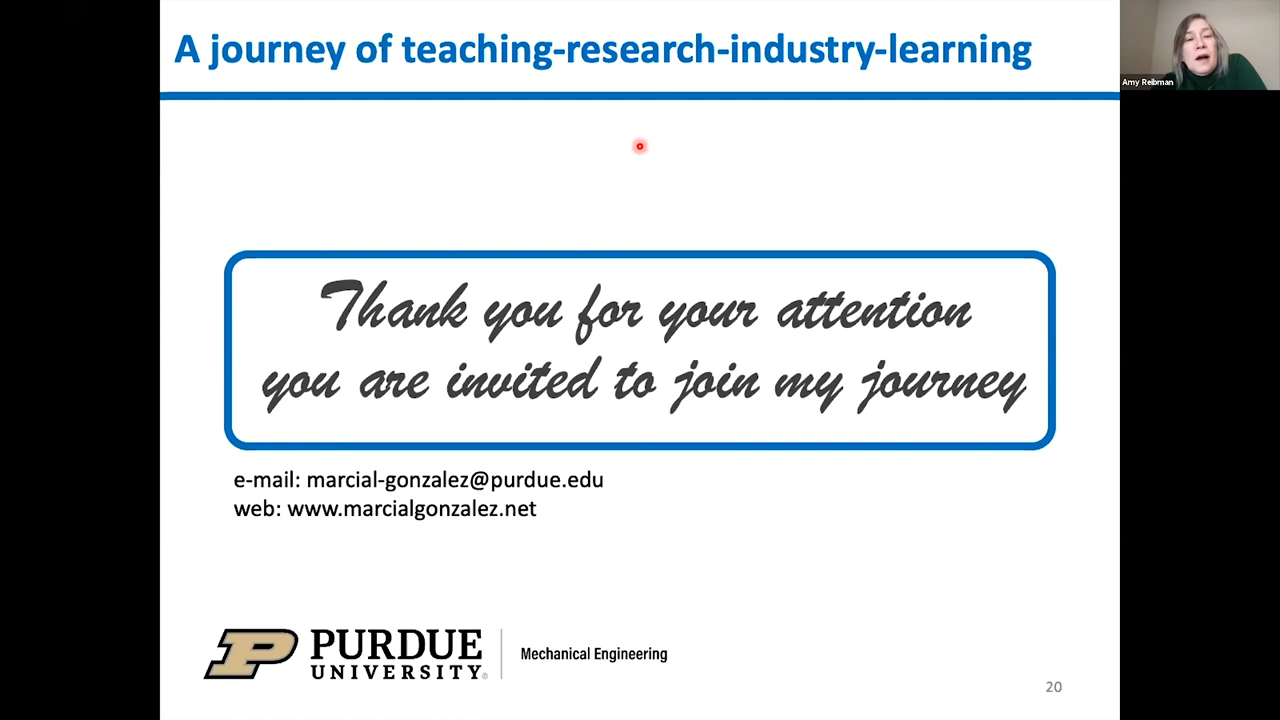 A journey of teaching-research-industry-learning
Amy Reibman
Thank you for your attention
you are invited to join my journey
e-mail: marcial-gonzalez@purdue.edu
web: www.marcialgonzalez.net
P PURDUE
UNIVERSITY®
Mechanical Engineering
20